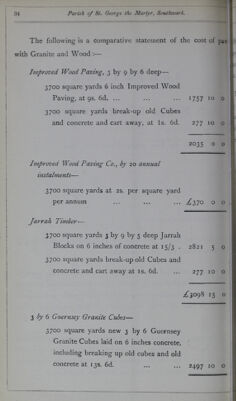 84 Parish of St. George the Martyr, Southwark.
The following is a comparative statement of the cost of
with Granite and Wood:—
Improved Wood Paving, 3 by 9 by 6 deep—
3700 square yards 6 inch Improved Wood
Paving, at 9s. 6d. ... ... ... 1757 10 0
3700 square yards break-up old Cubes
and concrete and cart away, at 1s. 6d. 277 10 0
2035 0 0
Improved Wood Paving Co., by 20 annual
instalments—
3700 square yards at 2s. per square yard
per annum ... ... ... £370 0 0
Jarrah Timber—
3700 square yards 3 by 9 by 5 deep Jarrah
Blocks on 6 inches of concrete at 15/3 . 2821 5 0
3700 square yards break-up old Cubes and
concrete and cart away at 1s. 6d. ... 277 10 0
£3098 15 0
3 by 6 Guernsey Granite Cubes—
3700 square yards new 3 by 6 Guernsey
Granite Cubes laid on 6 inches concrete,
including breaking up old cubes and old
concrete at 13s. 6d. ... ... 2497 10 0